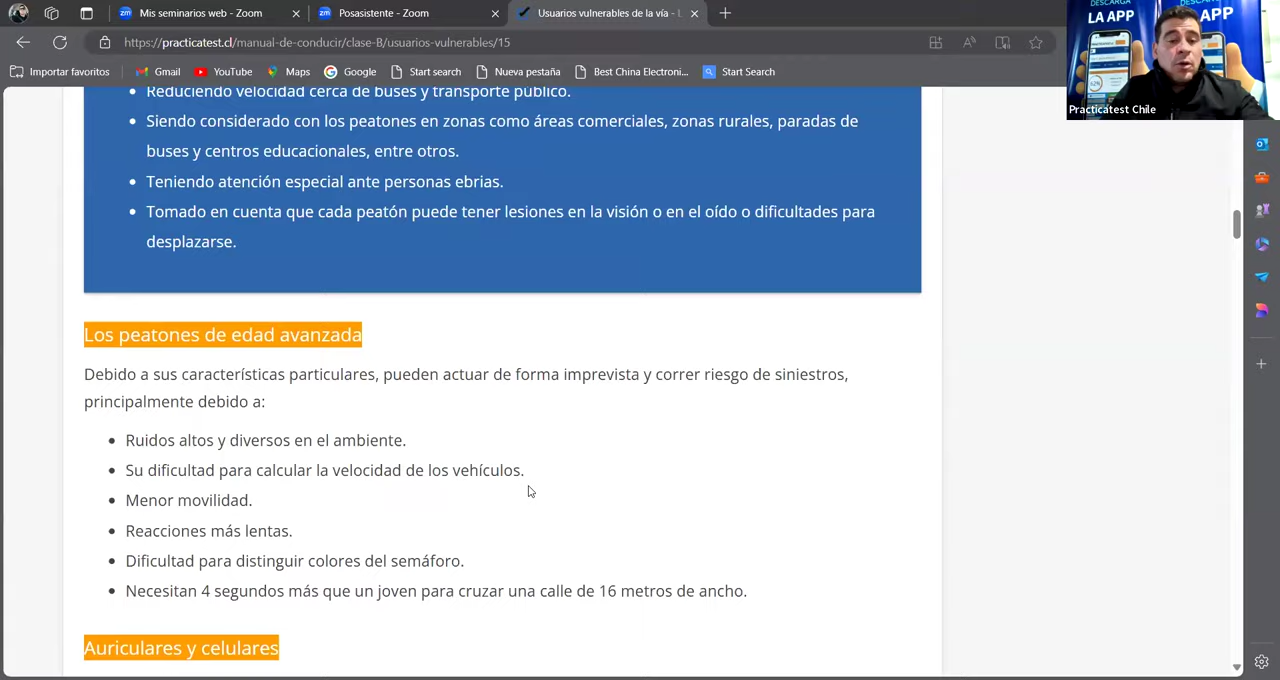 Mis seminarios web - Zoom
Posasistente - Zoom
Usuarios vulnerables de la vía - L
https://practicatest.cl/manual-de-conducir/clase-B/usuarios-vulnerables/15
Importar favoritos
Gmail
YouTube
Maps
Google
Start search
Nueva pestaña
Best China Electroni...
Start Search
DESCARGA
LA APP
APP
Practicatest Chile
Reduciendo velocidad cerca de buses y transporte público.
Siendo considerado con los peatones en zonas como áreas comerciales, zonas rurales, paradas de
buses y centros educacionales, entre otros.
Teniendo atención especial ante personas ebrias.
Tomado en cuenta que cada peatón puede tener lesiones en la visión o en el oído o dificultades para
desplazarse.
Los peatones de edad avanzada
Debido a sus características particulares, pueden actuar de forma imprevista y correr riesgo de siniestros,
principalmente debido a:
Ruidos altos y diversos en el ambiente.
Su dificultad para calcular la velocidad de los vehículos.
Menor movilidad.
Reacciones más lentas.
Dificultad para distinguir colores del semáforo.
Necesitan 4 segundos más que un joven para cruzar una calle de 16 metros de ancho.
Auriculares y celulares